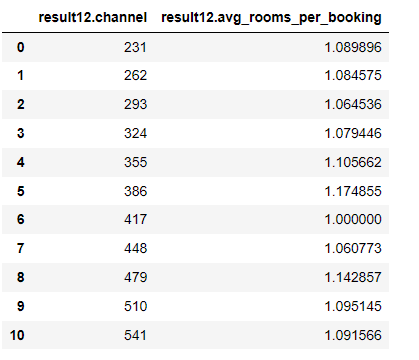 result12.channel result12.avg_rooms_per_booking
0 231 1.089896
1 262 1.084575
2 293 1.064536
3 324 1.079446
4 355 1.105662
5 386 1.174855
6 417 1.000000
7 448 1.060773
8 479 1.142857
9 510 1.095145
10 541 1.091566